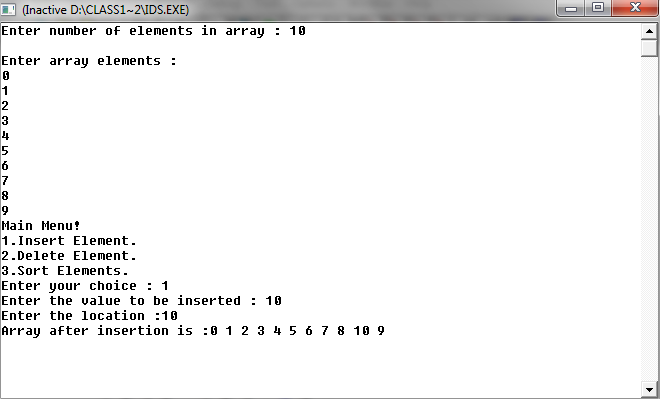 (Inactive D:\CLASS1~2\IDS.EXE)
Enter number of elements in array : 10
Enter array elements :
0
1
2
3
4
5
6
7
8
9
Main Menu!
1.Insert Element.
2.Delete Element.
3.Sort Elements.
Enter your choice : 1
Enter the value to be inserted : 10
Enter the location :10
Array after insertion is :0 1 2 3 4 5 6 7 8 10 9